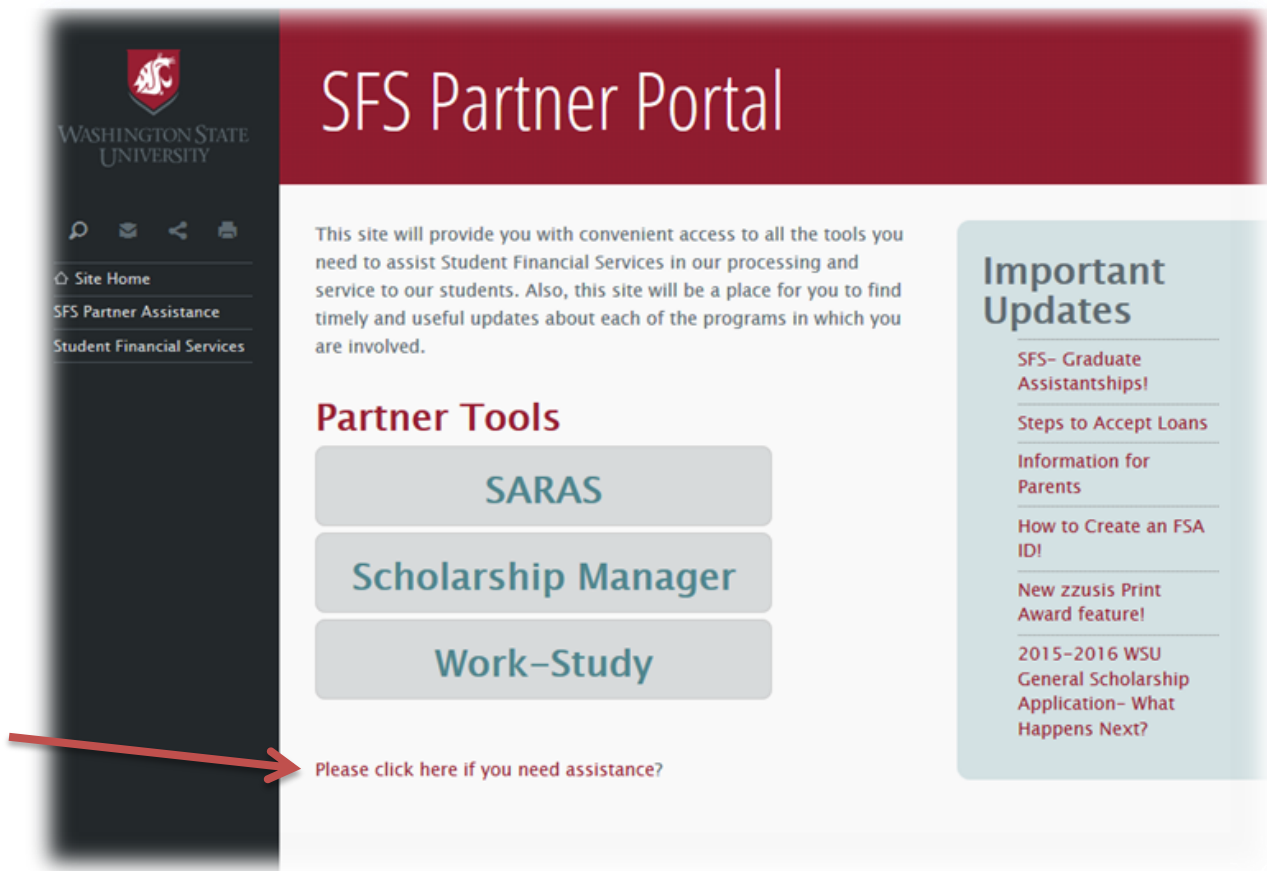 WASHINGTON STATE
UNIVERSITY
Site Home
SFS Partner Assistance
Student Financial Services
SFS Partner Portal
This site will provide you with convenient access to all the tools you
need to assist Student Financial Services in our processing and
service to our students. Also, this site will be a place for you to find
timely and useful updates about each of the programs in which you
are involved.
Partner Tools
SARAS
Scholarship Manager
Work-Study
Please click here if you need assistance?
Important
Updates
SFS- Graduate
Assistantships!
Steps to Accept Loans
Information for
Parents
How to Create an FSA
ID!
New zzusis Print
Award feature!
2015-2016 WSU
General Scholarship
Application- What
Happens Next?